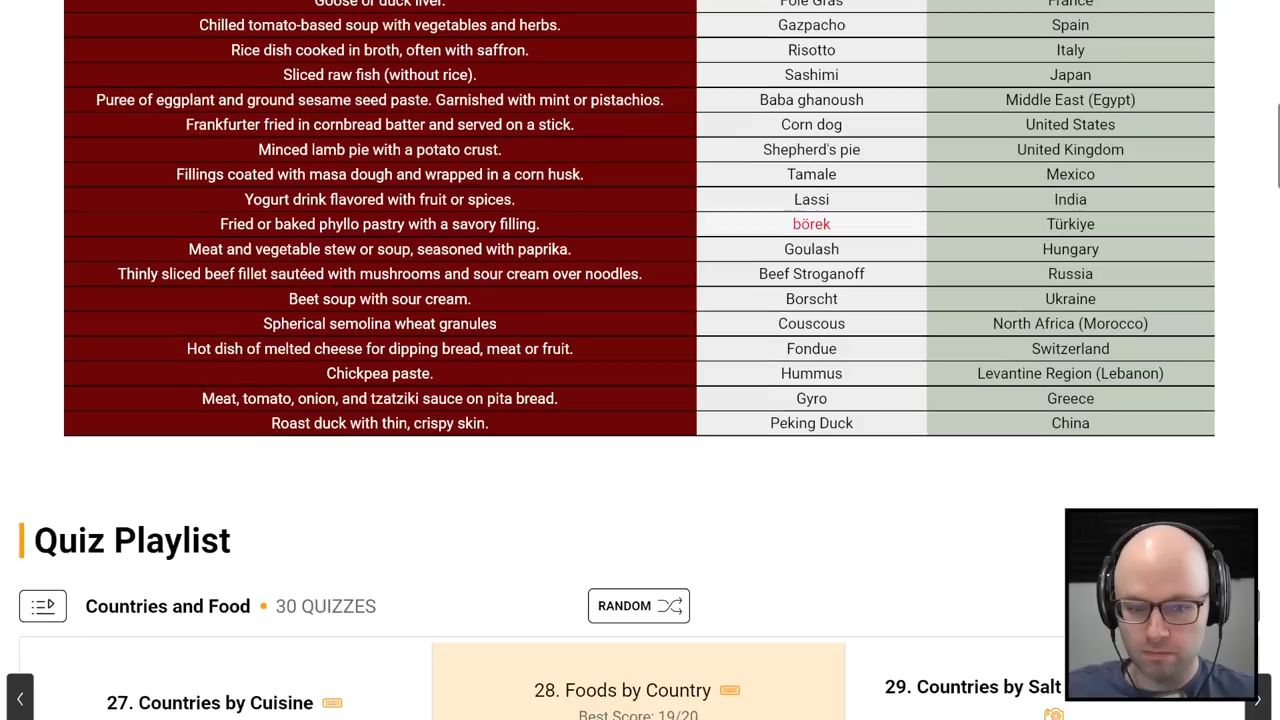 Goose or duck liver. Foie Gras France
Chilled tomato-based soup with vegetables and herbs. Gazpacho Spain
Rice dish cooked in broth, often with saffron. Risotto Italy
Sliced raw fish (without rice). Sashimi Japan
Puree of eggplant and ground sesame seed paste. Garnished with mint or pistachios. Baba ghanoush Middle East (Egypt)
Frankfurter fried in cornbread batter and served on a stick. Corn dog United States
Minced lamb pie with a potato crust. Shepherd's pie United Kingdom
Fillings coated with masa dough and wrapped in a corn husk. Tamale Mexico
Yogurt drink flavored with fruit or spices. Lassi India
Fried or baked phyllo pastry with a savory filling. börek Türkiye
Meat and vegetable stew or soup, seasoned with paprika. Goulash Hungary
Thinly sliced beef fillet sautéed with mushrooms and sour cream over noodles. Beef Stroganoff Russia
Beet soup with sour cream. Borscht Ukraine
Spherical semolina wheat granules Couscous North Africa (Morocco)
Hot dish of melted cheese for dipping bread, meat or fruit. Fondue Switzerland
Chickpea paste. Hummus Levantine Region (Lebanon)
Meat, tomato, onion, and tzatziki sauce on pita bread. Gyro Greece
Roast duck with thin, crispy skin. Peking Duck China
Quiz Playlist
Countries and Food • 30 QUIZZES RANDOM
27. Countries by Cuisine 28. Foods by Country 29. Countries by Salt
Best Score: 19/20